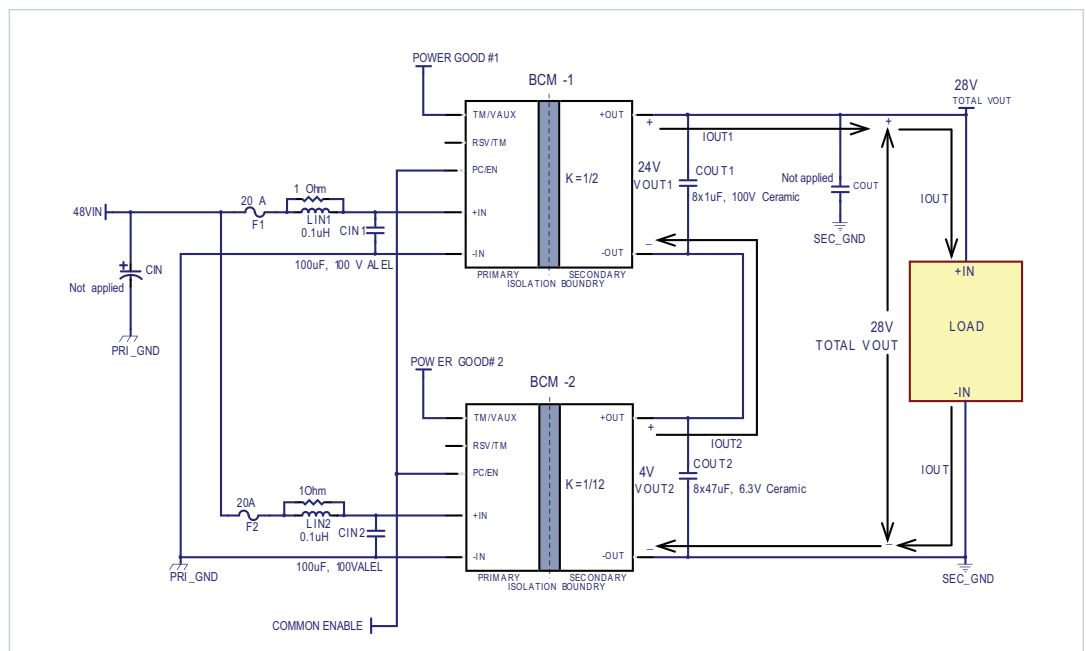 POWER GOOD #1
BCM -1
28V
TOTAL VOUT
TM/VAUX
+OUT
+
+
IOUT1
RSV/TM
24V
VOUT1
COUT1
8x1uF, 100V Ceramic
Not applied
COUT
PC/EN
K=1/2
IOUT
1 Ohm
20 A
F1
LIN1
0.1uH
CIN1
48VIN
+IN
SEC_GND
-IN
-OUT
–
100uF, 100 V ALEL
PRIMARY
SECONDARY
ISOLATION BOUNDRY
+
CIN
Not applied
+IN
LOAD
-IN
28V
TOTAL VOUT
PRI_GND
POW ER GOOD# 2
BCM -2
TM/VAUX
+OUT
+
IOUT2
RSV/TM
4V
VOUT2
COUT2
8x47uF, 6.3V Ceramic
PC/EN
K=1/12
IOUT
1Ohm
20A
F2
LIN2
0.1uH
CIN2
+IN
-IN
-OUT
–
–
100uF, 100VALEL
PRI_GND
PRIMARY
SECONDARY
ISOLATION BOUNDRY
SEC_GND
COMMON ENABLE